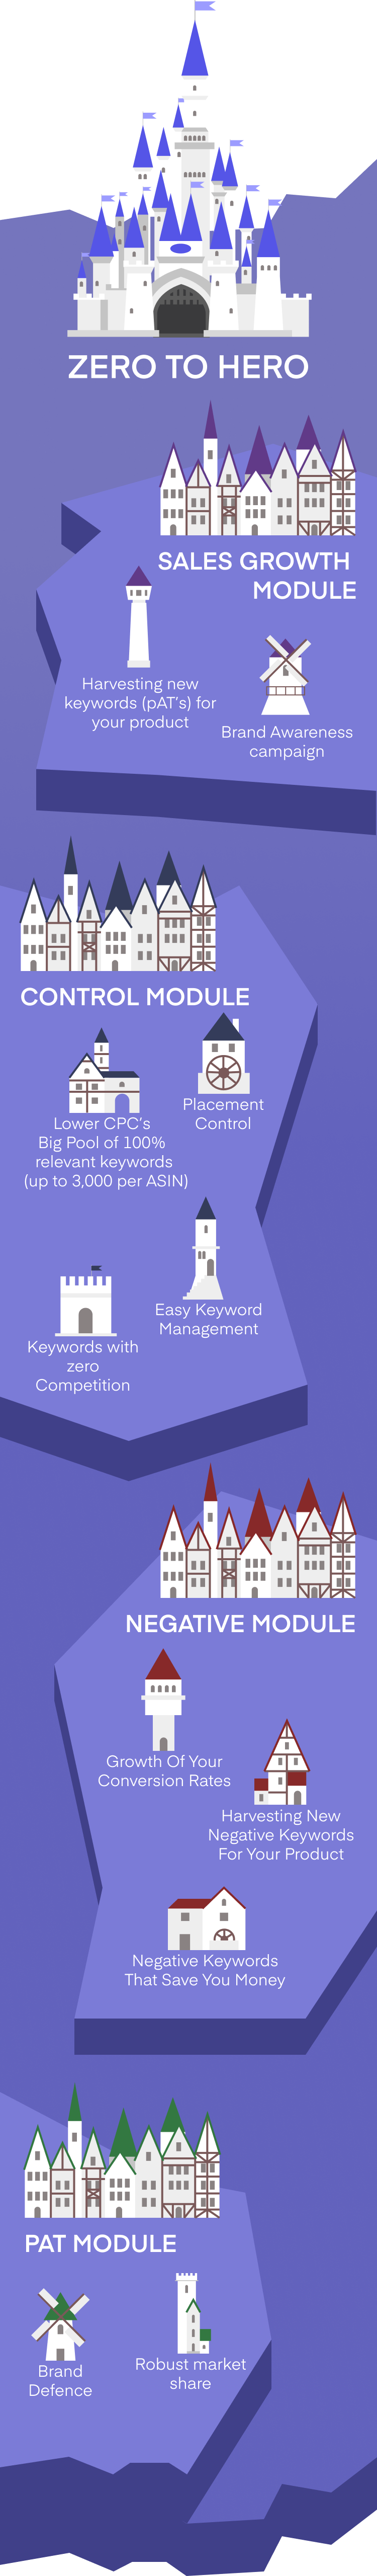 ZERO TO HERO
SALES GROWTH
MODULE
Harvesting new
keywords (pAT's) for
your product
Brand Awareness
campaign
CONTROL MODULE
Placement
Control
Lower CPC's
Big Pool of 100%
relevant keywords
(up to 3,000 per ASIN)
Easy Keyword
Management
Keywords with
zero
Competition
NEGATIVE MODULE
Growth Of Your
Conversion Rates
Harvesting New
Negative Keywords
For Your Product
Negative Keywords
That Save You Money
PAT MODULE
Brand
Defence
Robust market
share